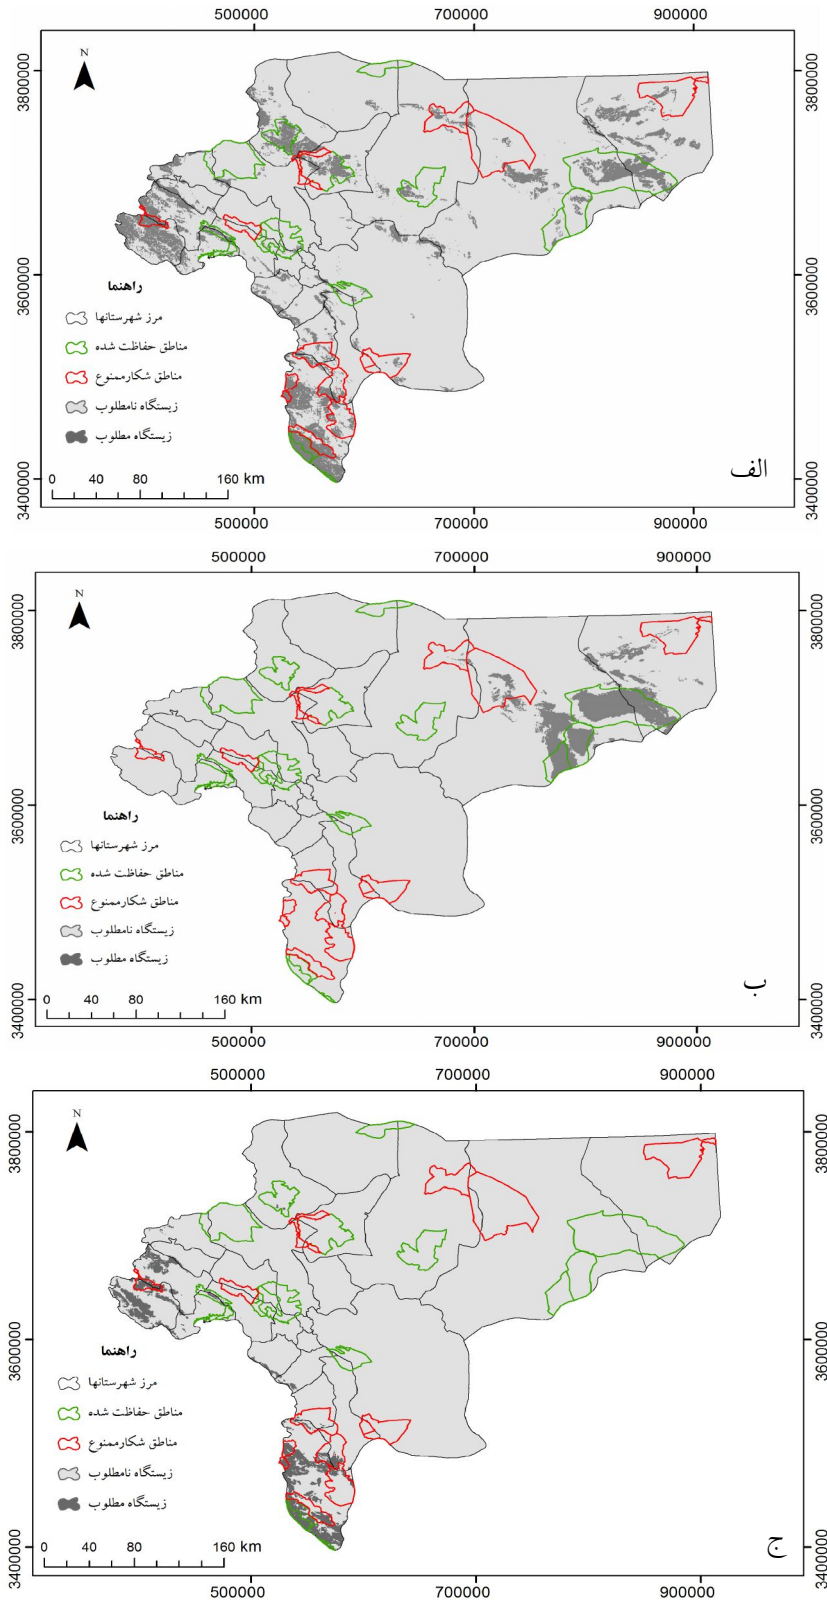 500000 700000 900000
3800000 3800000
N
3600000 3600000
راهنما
مرز شهرستانها
مناطق حفاظت شده
مناطق شکارممنوع
زیستگاه نامطلوب
زیستگاه مطلوب
الف
0 40 80 160 km
3400000 3400000
500000 700000 900000
500000 700000 900000
3800000 3800000
N
3600000 3600000
راهنما
مرز شهرستانها
مناطق حفاظت شده
مناطق شکارممنوع
زیستگاه نامطلوب
زیستگاه مطلوب
ب
0 40 80 160 km
3400000 3400000
500000 700000 900000
500000 700000 900000
3800000 3800000
N
3600000 3600000
راهنما
مرز شهرستانها
مناطق حفاظت شده
مناطق شکارممنوع
زیستگاه نامطلوب
زیستگاه مطلوب
ج
0 40 80 160 km
3400000 3400000
500000 700000 900000